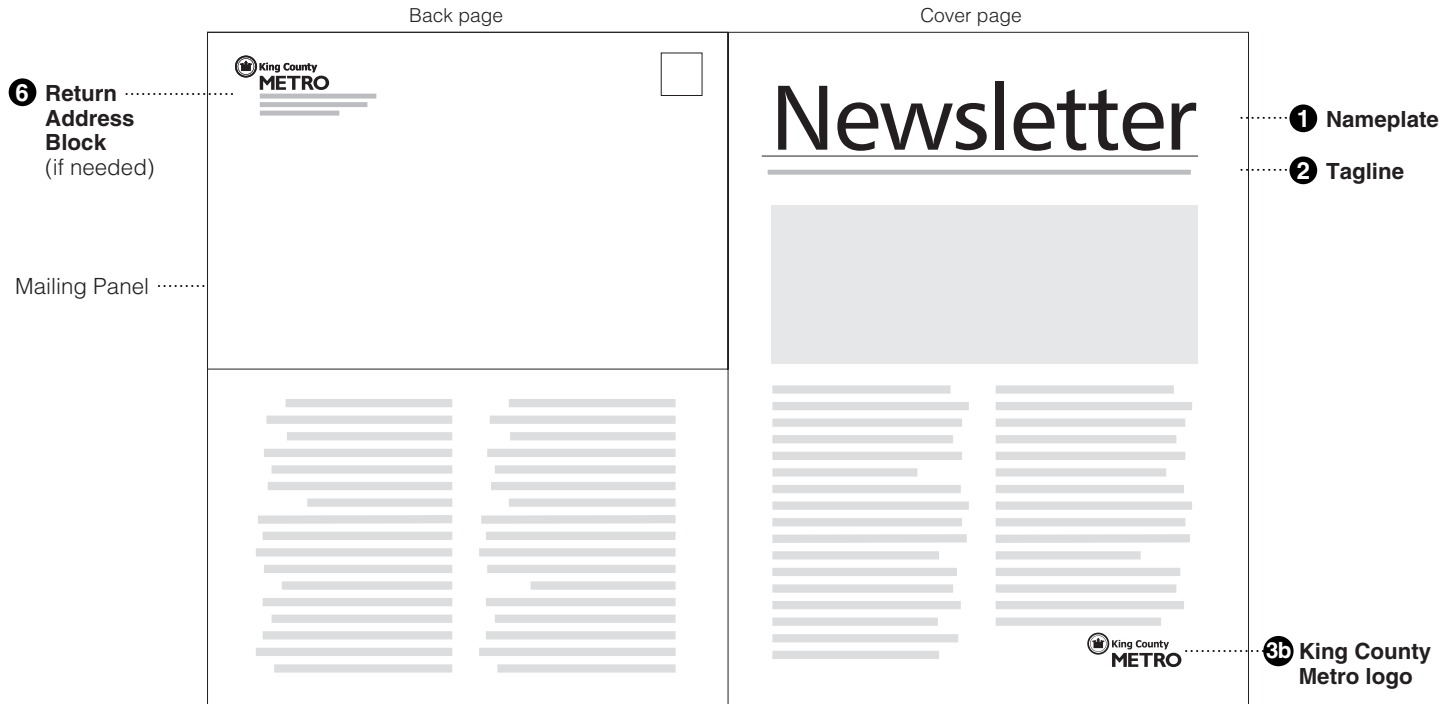 Back page
Cover page
King County
METRO
6 Return
Address
Block
(if needed)
Mailing Panel
Newsletter
1 Nameplate
2 Tagline
King County
METRO
3b King County
Metro logo